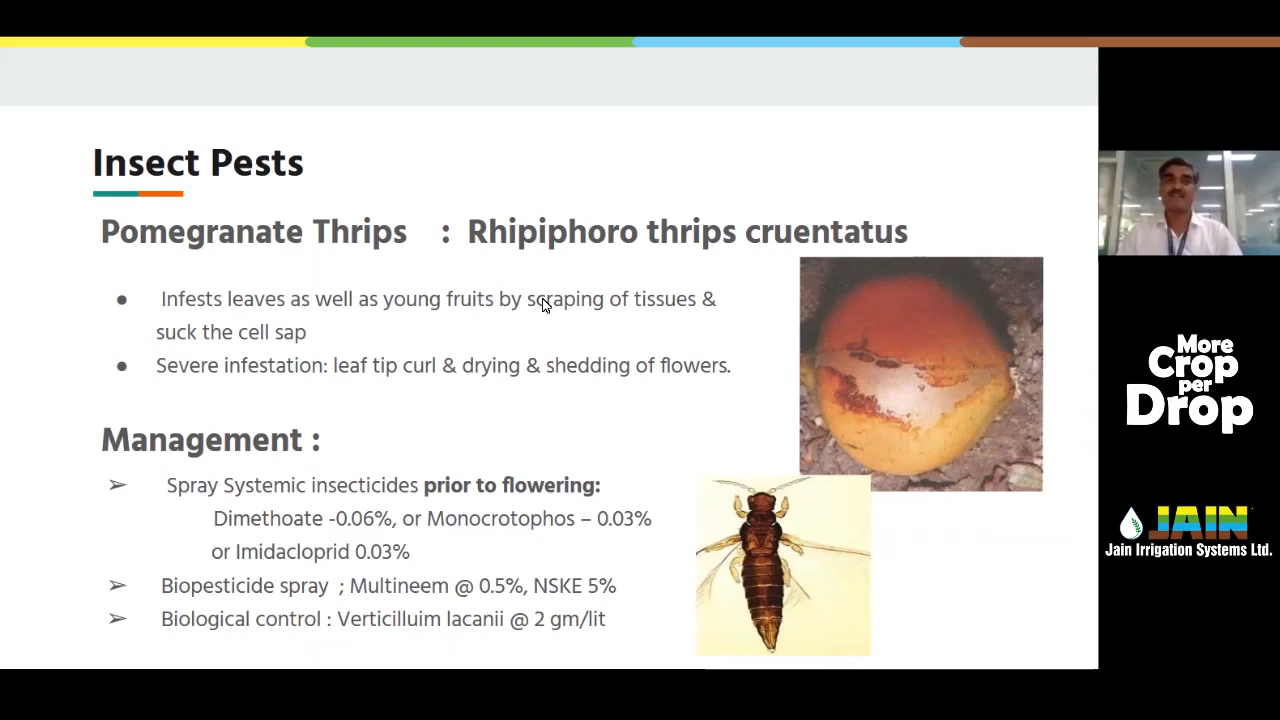 Insect Pests
Pomegranate Thrips : Rhipiphoro thrips cruentatus
● Infests leaves as well as young fruits by scraping of tissues &
suck the cell sap
● Severe infestation: leaf tip curl & drying & shedding of flowers.
Management :
➢ Spray Systemic insecticides prior to flowering:
Dimethoate -0.06%, or Monocrotophos – 0.03%
or Imidacloprid 0.03%
➢ Biopesticide spray ; Multineem @ 0.5%, NSKE 5%
➢ Biological control : Verticilluim lacanii @ 2 gm/lit
More
Crop
per
Drop
JAIN
Jain Irrigation Systems Ltd.